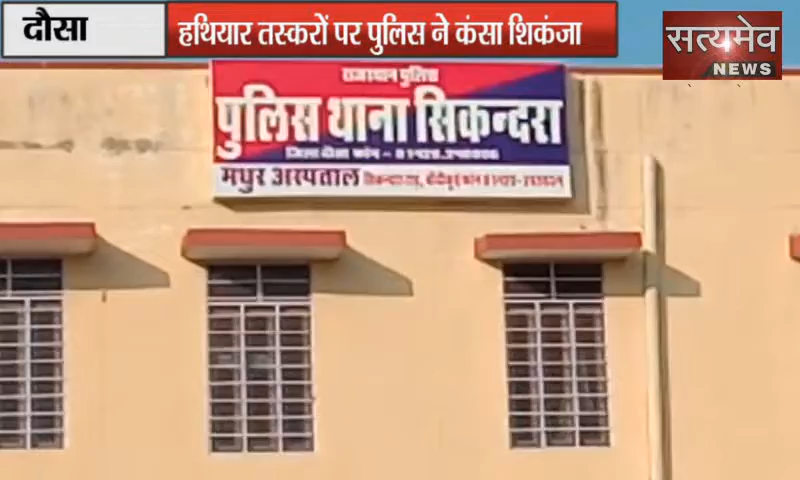 दौसा
हथियार तस्करों पर पुलिस ने कंसा शिकंजा
सत्यमेव
NEWS
राजस्थान पुलिस
पुलिस थाना सिकन्दरा
जिला दौसा फोन -
मधुर अस्पताल